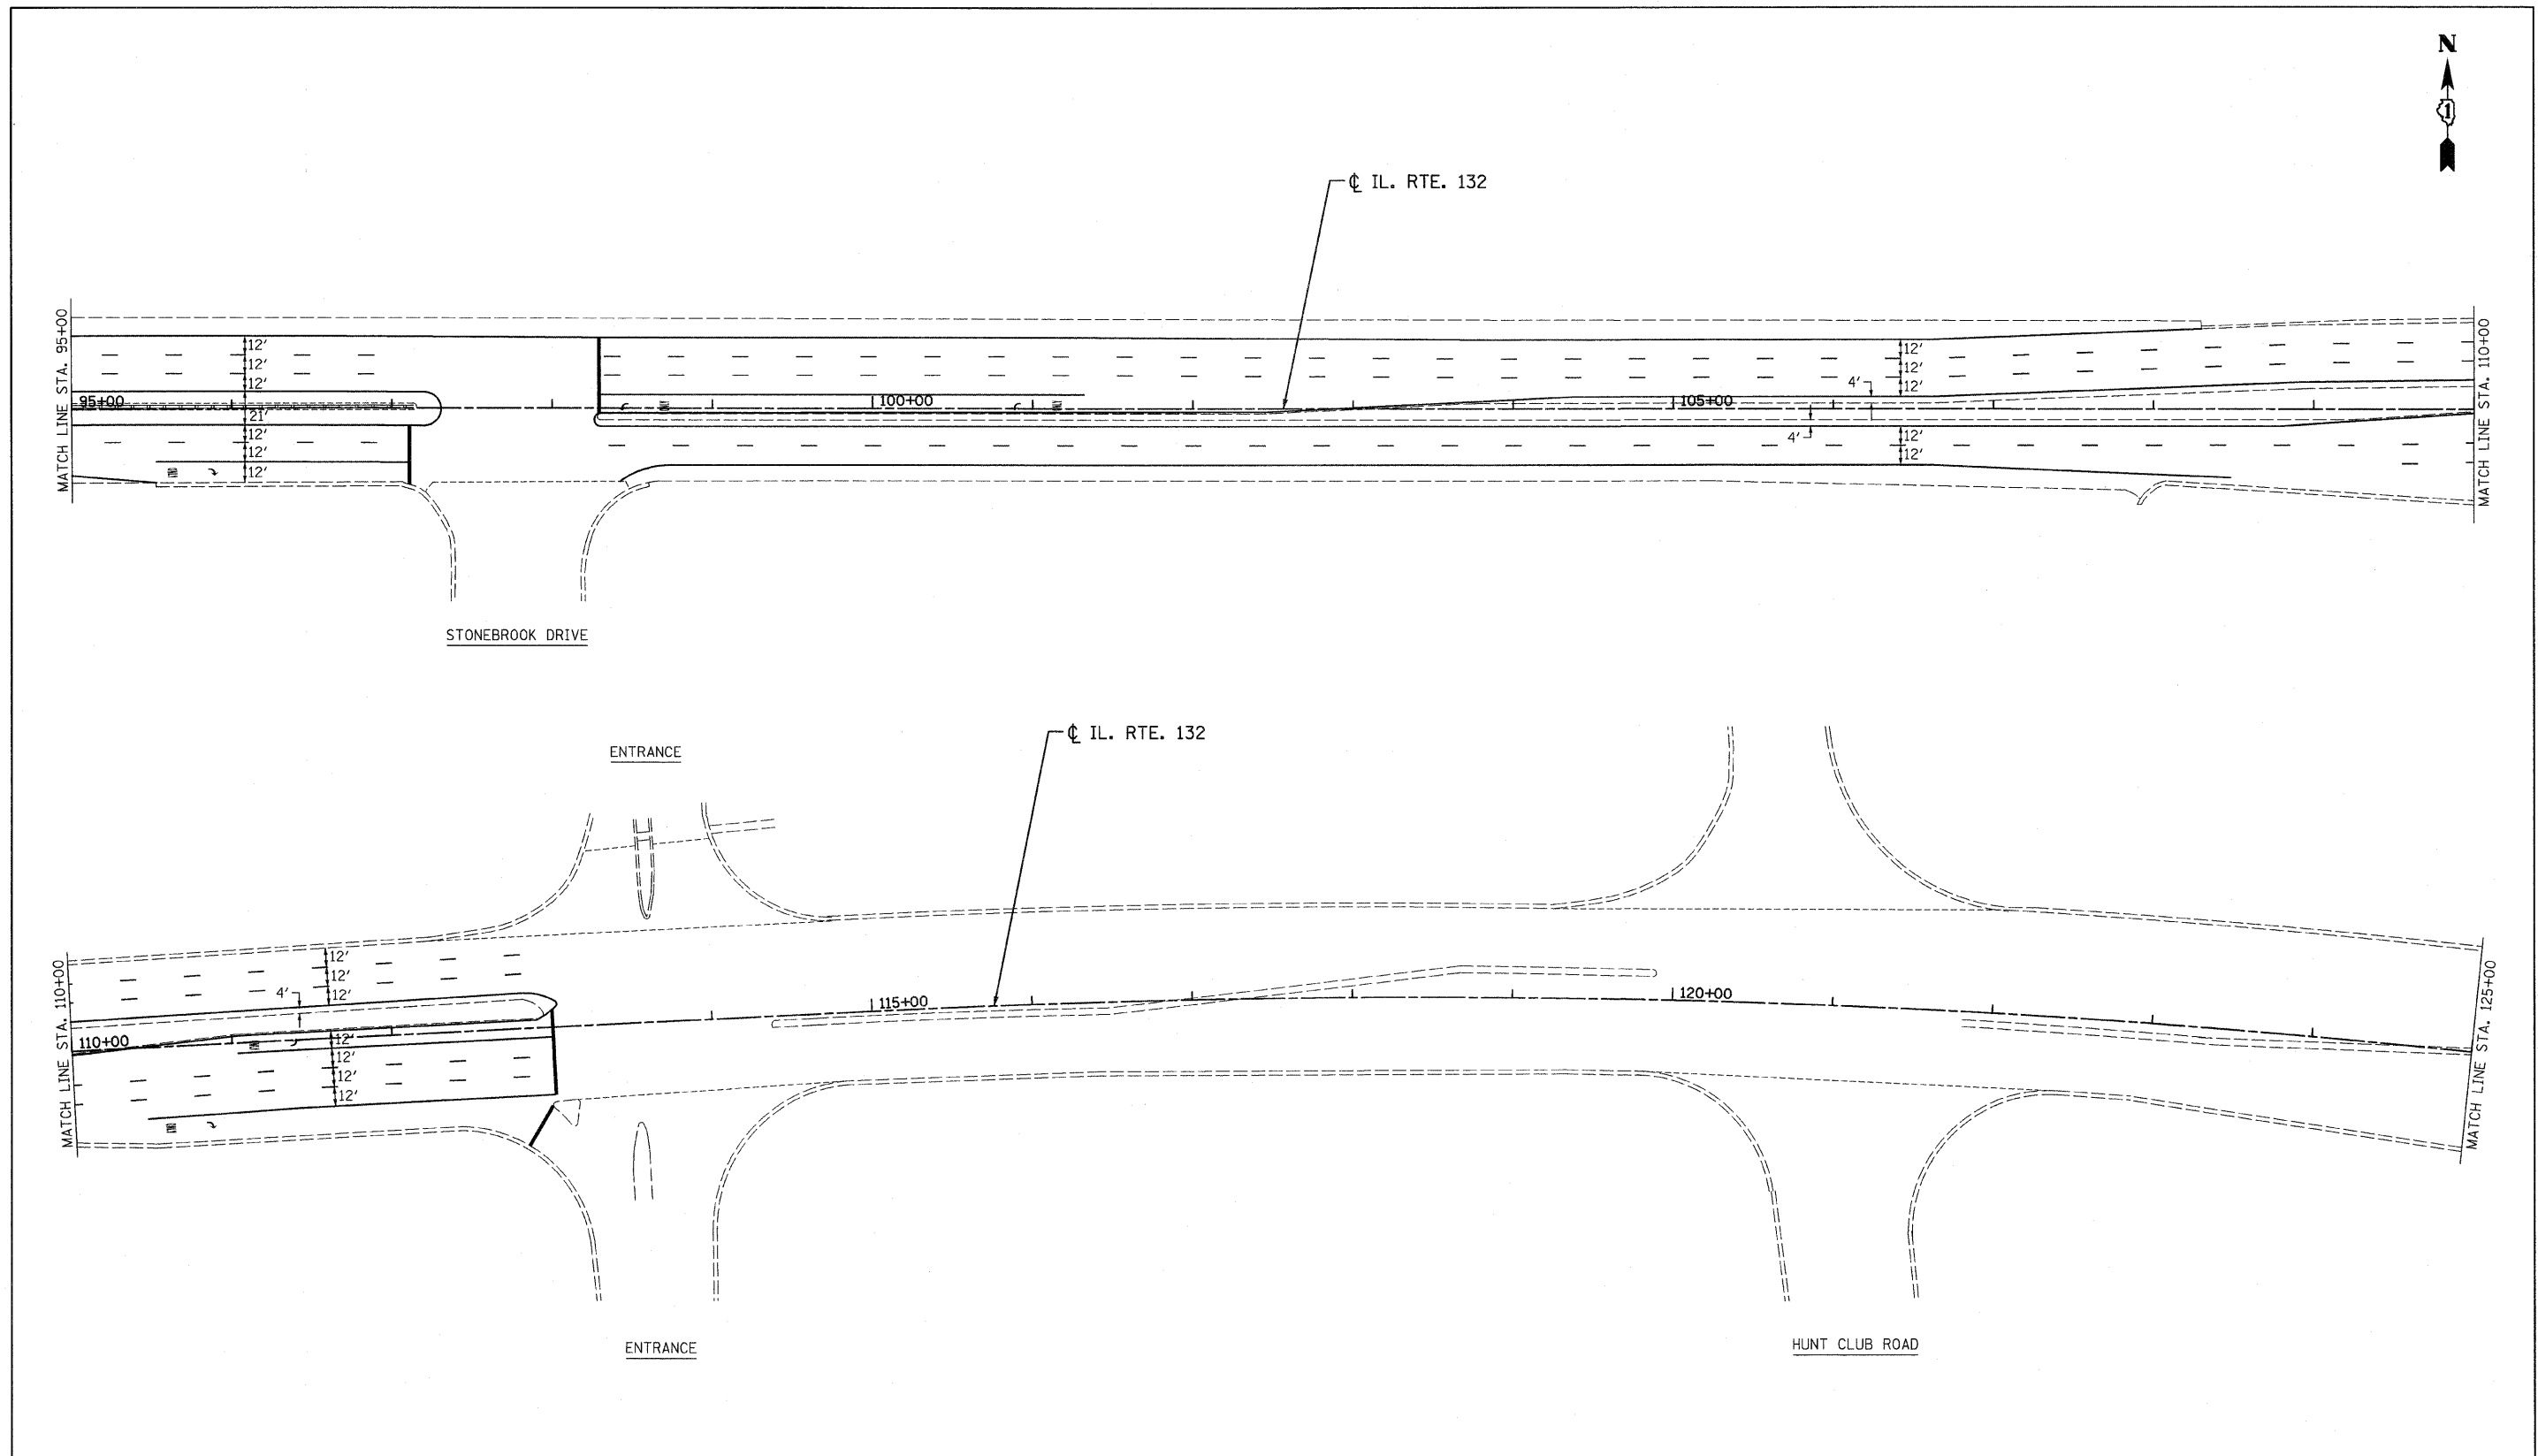 N
1
℄ IL. RTE. 132
MATCH LINE STA. 95+00
12'
12'
12'
95+00
21'
12'
12'
12'
100+00
4'
105+00
4'
12'
12'
12'
12'
12'
MATCH LINE STA. 110+00
STONEBROOK DRIVE
℄ IL. RTE. 132
ENTRANCE
MATCH LINE STA. 110+00
12'
12'
12'
4'
110+00
12'
12'
12'
12'
115+00
120+00
MATCH LINE STA. 125+00
ENTRANCE
HUNT CLUB ROAD